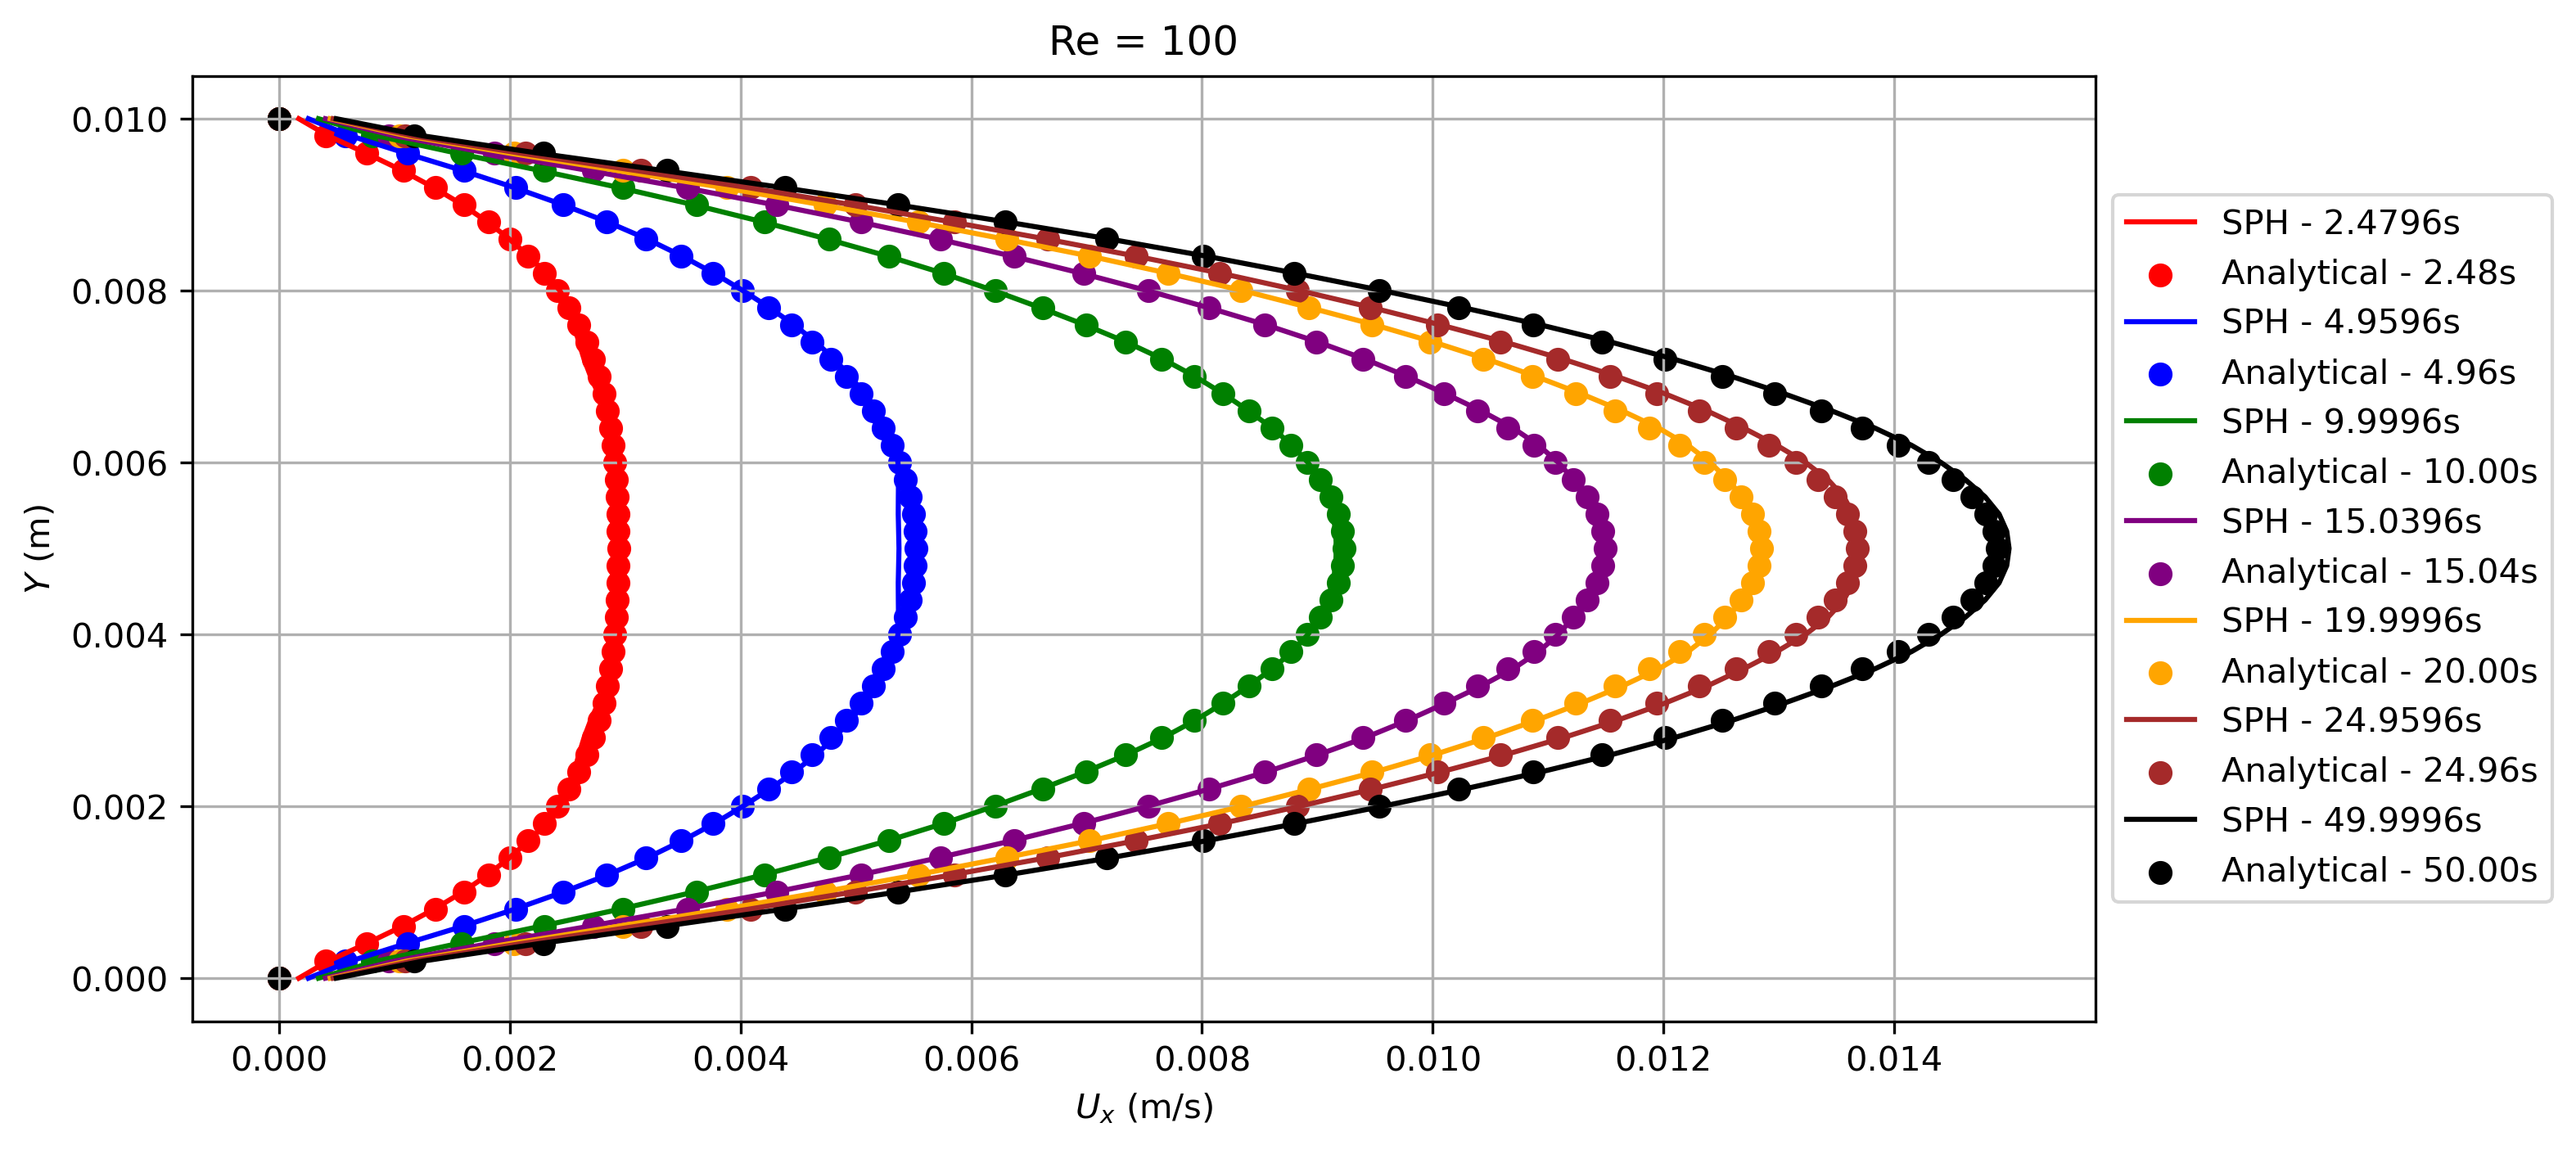 Re = 100
0.010
0.008
0.006
0.004
0.002
0.000
Y (m)
0.000 0.002 0.004 0.006 0.008 0.010 0.012 0.014
Uₓ (m/s)
SPH - 2.4796s
Analytical - 2.48s
SPH - 4.9596s
Analytical - 4.96s
SPH - 9.9996s
Analytical - 10.00s
SPH - 15.0396s
Analytical - 15.04s
SPH - 19.9996s
Analytical - 20.00s
SPH - 24.9596s
Analytical - 24.96s
SPH - 49.9996s
Analytical - 50.00s